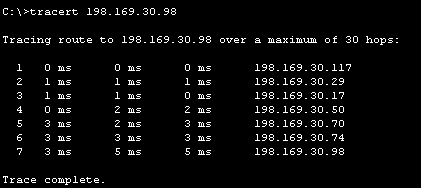 C:\>tracert 198.169.30.98
Tracing route to 198.169.30.98 over a maximum of 30 hops:
1 0 ms 0 ms 0 ms 198.169.30.117
2 1 ms 1 ms 1 ms 198.169.30.29
3 1 ms 1 ms 0 ms 198.169.30.17
4 0 ms 2 ms 2 ms 198.169.30.50
5 3 ms 2 ms 3 ms 198.169.30.70
6 3 ms 3 ms 3 ms 198.169.30.74
7 3 ms 5 ms 5 ms 198.169.30.98
Trace complete.